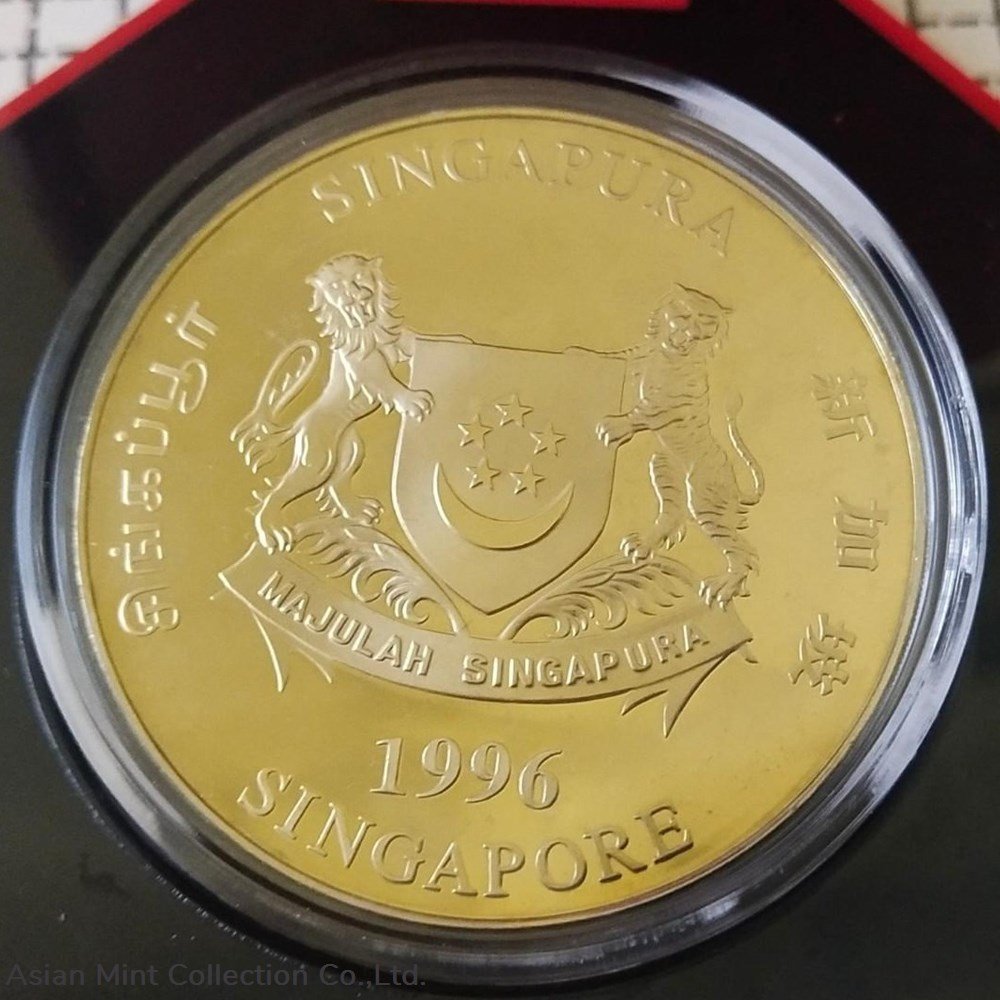 SINGAPURA
சிங்கப்பூர்
新加坡
MAJULAH SINGAPURA
1996
SINGAPORE
Asian Mint Collection Co.,Ltd.